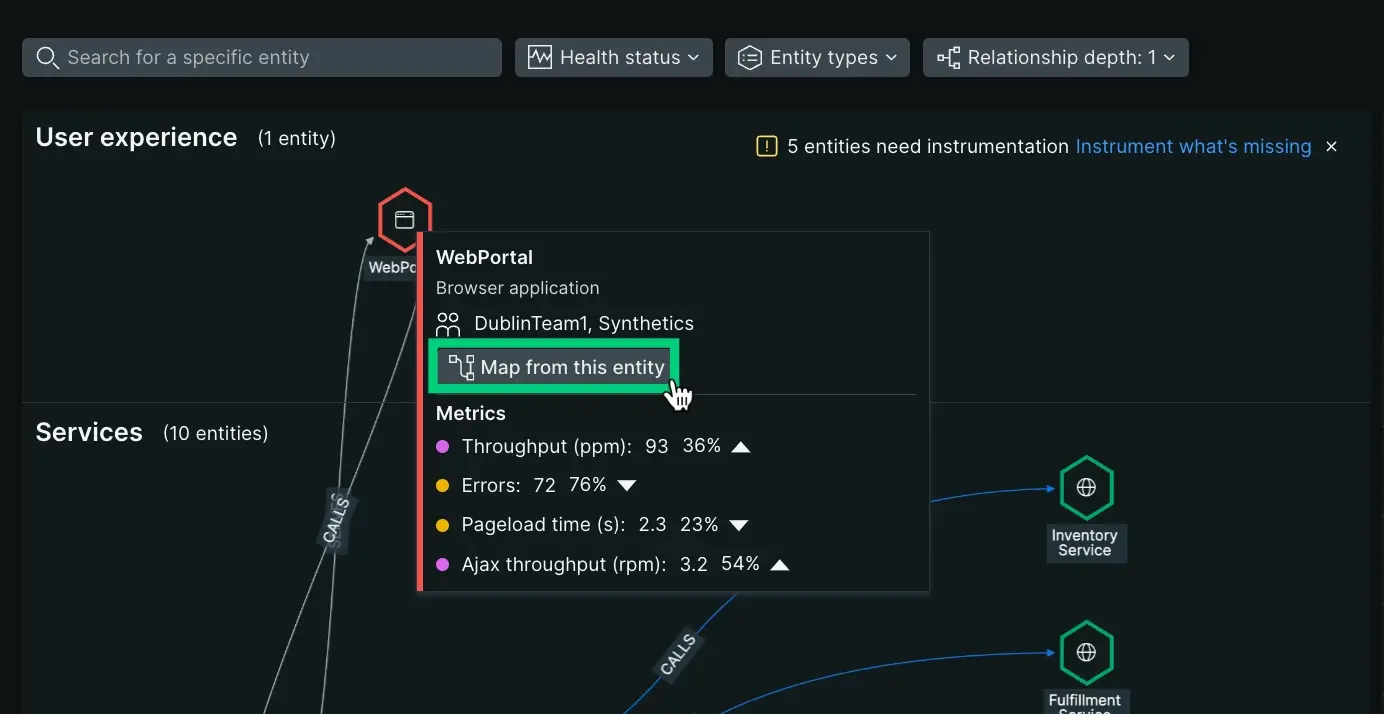 Search for a specific entity
Health status
Entity types
Relationship depth: 1
User experience (1 entity)
5 entities need instrumentation Instrument what's missing
WebPo
WebPortal
Browser application
DublinTeam1, Synthetics
Map from this entity
Metrics
Throughput (ppm): 93 36%
Errors: 72 76%
Pageload time (s): 2.3 23%
Ajax throughput (rpm): 3.2 54%
Services (10 entities)
CALLS
Inventory
Service
CALLS
Fulfillment
Service